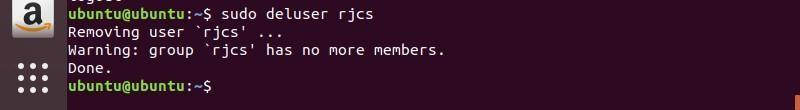 ubuntu@ubuntu:~$ sudo deluser rjcs
Removing user `rjcs' ...
Warning: group `rjcs' has no more members.
Done.
ubuntu@ubuntu:~$